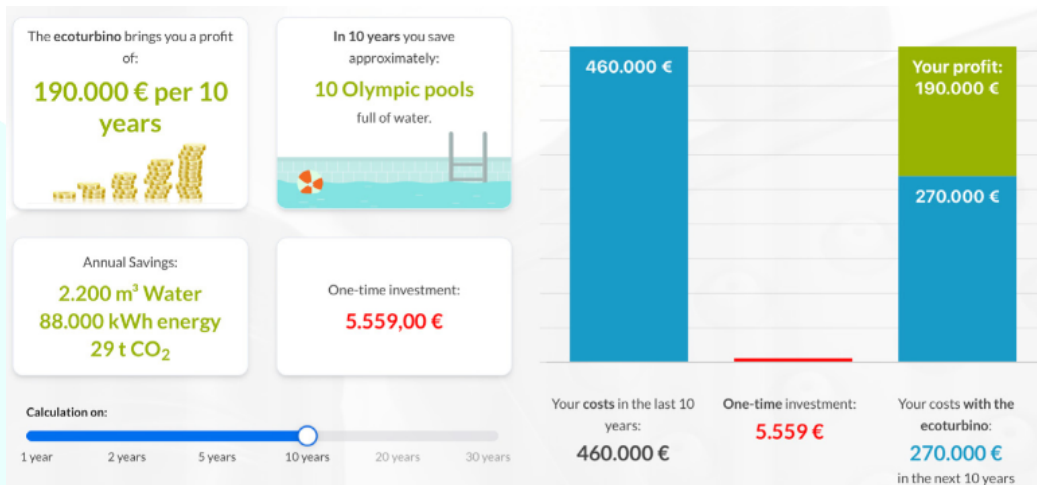 The ecoturbino brings you a profit
of:
190.000 € per 10
years
In 10 years you save
approximately:
10 Olympic pools
full of water.
Annual Savings:
2.200 m³ Water
88.000 kWh energy
29 t CO₂
One-time investment:
5.559,00 €
Calculation on:
1 year 2 years 5 years 10 years 20 years 30 years
460.000 €
Your profit:
190.000 €
270.000 €
Your costs in the last 10
years:
460.000 €
One-time investment:
5.559 €
Your costs with the
ecoturbino:
270.000 €
in the next 10 years